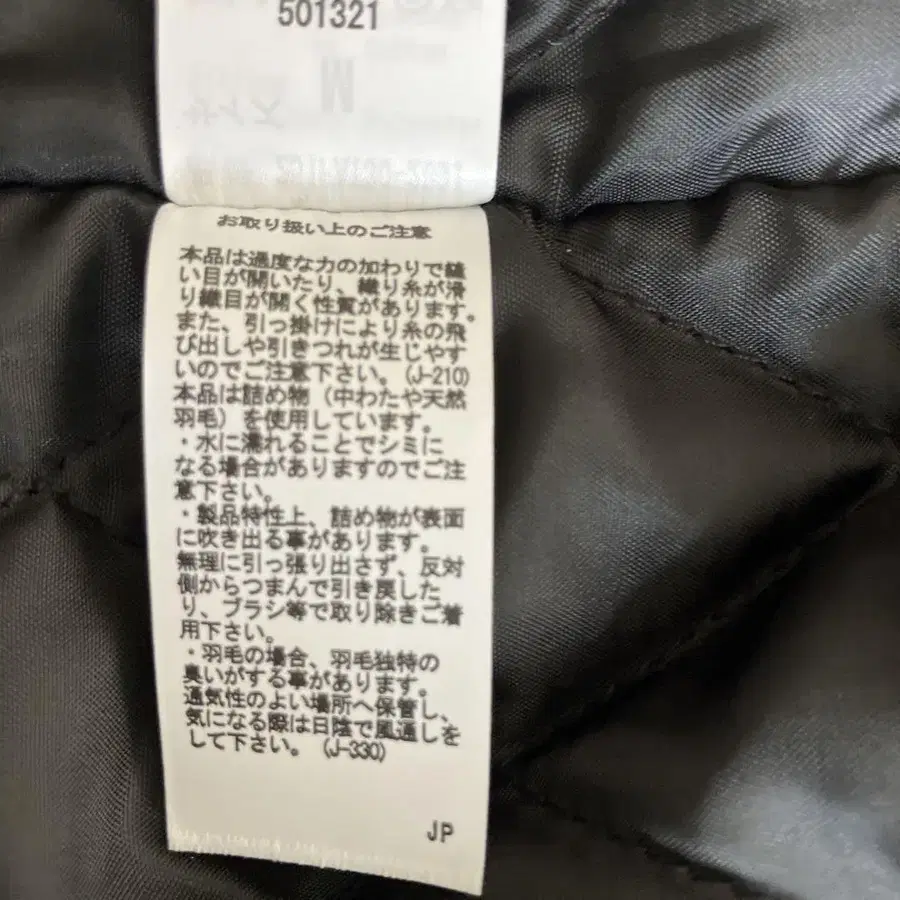 501321
お取り扱い上のご注意
本品は過度な力の加わりで縫
い目が開いたり、織り糸が滑
り織目が開く性質があります。
また、引っ掛けにより糸の飛
び出しや引きつれが生じやす
いのでご注意下さい。(J-210)
本品は詰め物（中わたや天然
羽毛）を使用しています。
・水に濡れることでシミに
なる場合がありますのでご注
意下さい。
・製品特性上、詰め物が表面
に吹き出る事があります。
無理に引っ張り出さず、反対
側からつまんで引き戻した
り、ブラシ等で取り除きご着
用下さい。
・羽毛の場合、羽毛独特の
臭いがする事があります。
通気性のよい場所へ保管し、
気になる際は日陰で風通しを
して下さい。(J-330)
JP